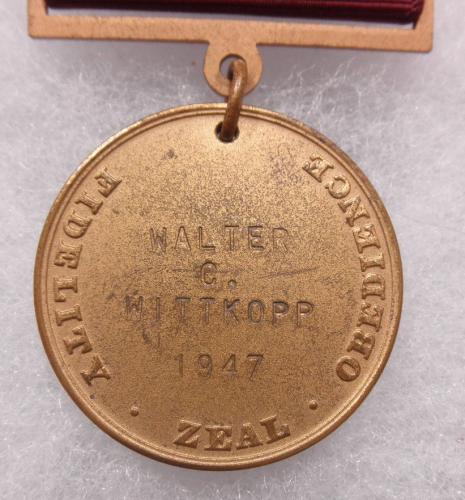 FIDELITY · ZEAL · OBEDIENCE
WALTER
C.
WITTKOPP
1947